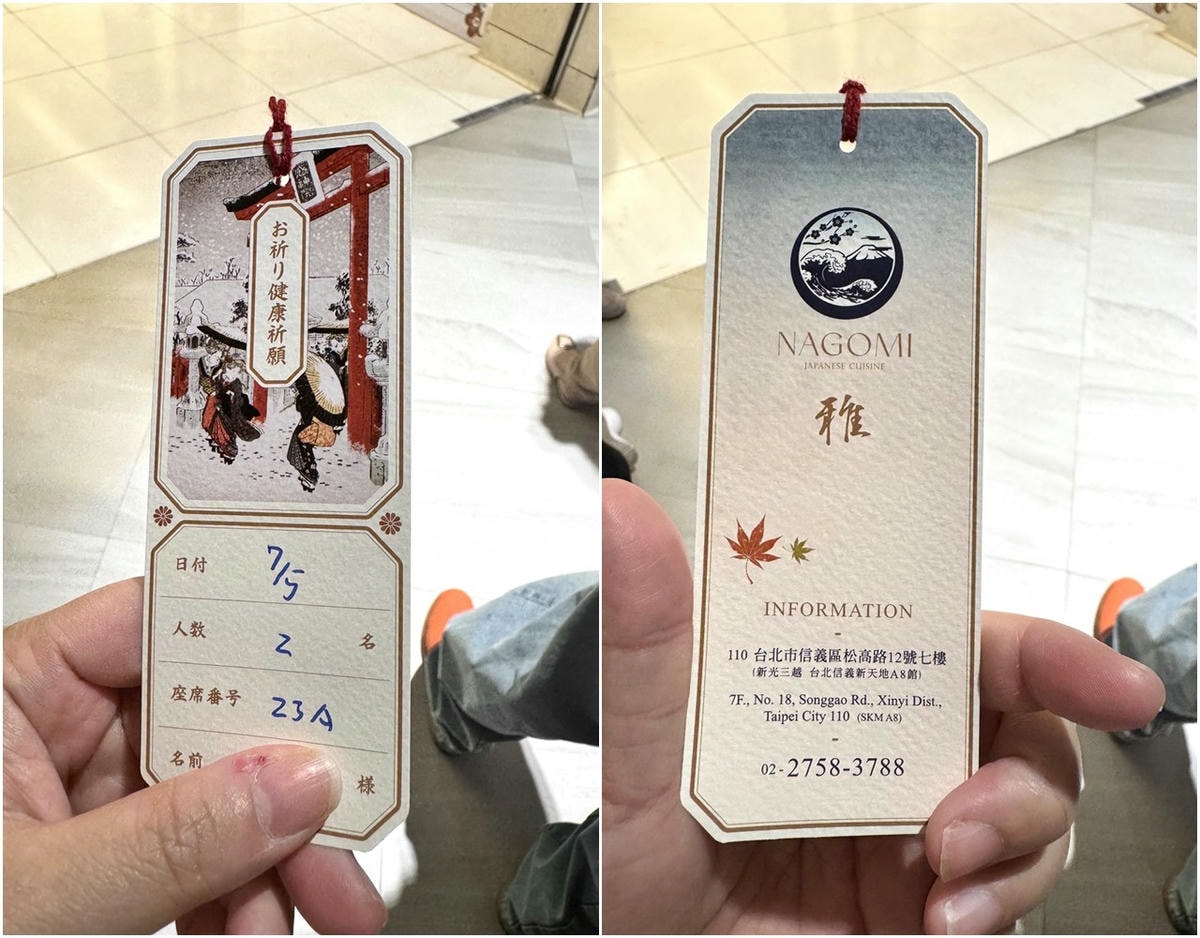 お祈り健康祈願
日付 7/5
人数 2 名
座席番号 23A
名前 様
NAGOMI
JAPANESE CUISINE
雅
INFORMATION
-
110 台北市信義區松高路12號七樓
(新光三越 台北信義新天地A8館)
7F., No. 18, Songgao Rd., Xinyi Dist.,
Taipei City 110 (SKM A8)
-
02-2758-3788